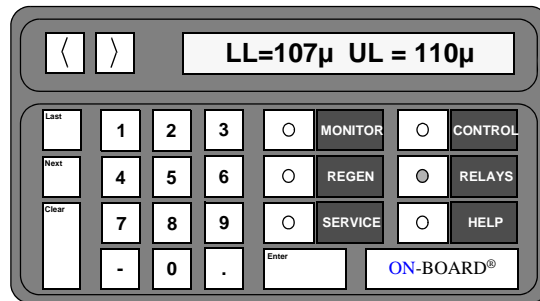 〈 〉 LL=107µ UL = 110µ
Last 1 2 3 MONITOR CONTROL
Next 4 5 6 REGEN RELAYS
Clear 7 8 9 SERVICE HELP
- 0 . Enter ON-BOARD®